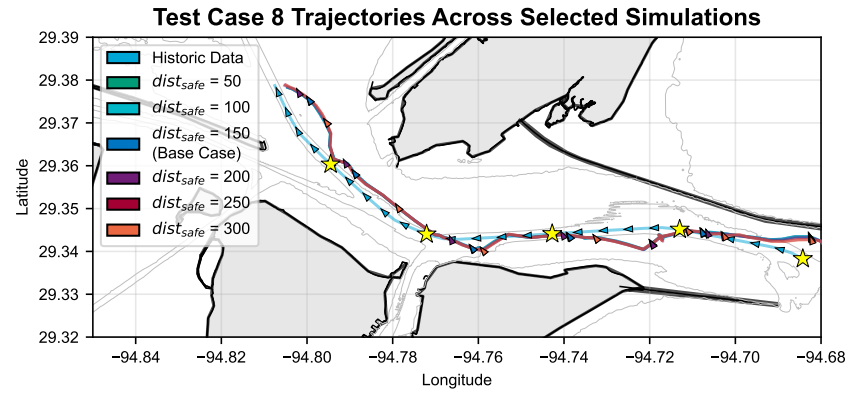 Test Case 8 Trajectories Across Selected Simulations
29.39
29.38
29.37
29.36
29.35
29.34
29.33
29.32
Latitude
Historic Data
dist_safe = 50
dist_safe = 100
dist_safe = 150
(Base Case)
dist_safe = 200
dist_safe = 250
dist_safe = 300
−94.84 −94.82 −94.80 −94.78 −94.76 −94.74 −94.72 −94.70 −94.68
Longitude